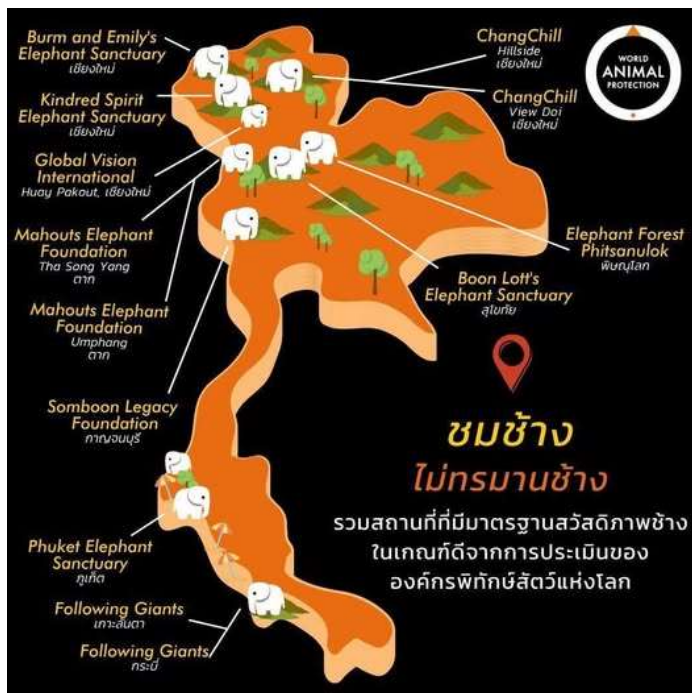 Burm and Emily's
Elephant Sanctuary
เชียงใหม่
Kindred Spirit
Elephant Sanctuary
เชียงใหม่
Global Vision
International
Huay Pakout, เชียงใหม่
Mahouts Elephant
Foundation
Tha Song Yang
ตาก
Mahouts Elephant
Foundation
Umphang
ตาก
Somboon Legacy
Foundation
กาญจนบุรี
Phuket Elephant
Sanctuary
ภูเก็ต
Following Giants
เกาะลันตา
Following Giants
กระบี่
ChangChill
Hillside
เชียงใหม่
ChangChill
View Doi
เชียงใหม่
WORLD
ANIMAL
PROTECTION
Elephant Forest
Phitsanulok
พิษณุโลก
Boon Lott's
Elephant Sanctuary
สุโขทัย
ชมช้าง
ไม่ทรมานช้าง
รวมสถานที่ที่มีมาตรฐานสวัสดิภาพช้าง
ในเกณฑ์ดีจากการประเมินของ
องค์กรพิทักษ์สัตว์แห่งโลก